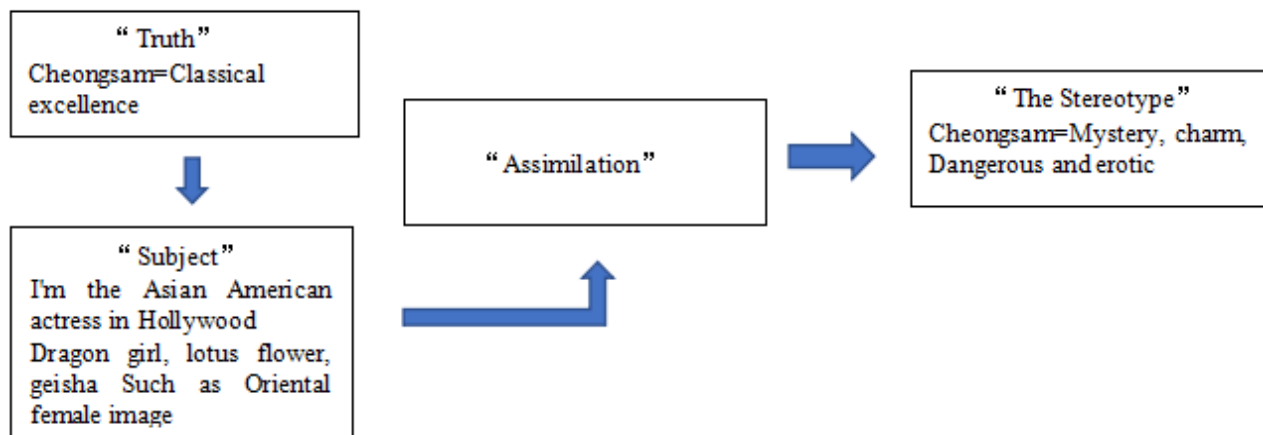 “ Truth”
Cheongsam=Classical
excellence
“ Subject”
I'm the Asian American
actress in Hollywood
Dragon girl, lotus flower,
geisha Such as Oriental
female image
“Assimilation”
“ The Stereotype”
Cheongsam=Mystery, charm,
Dangerous and erotic